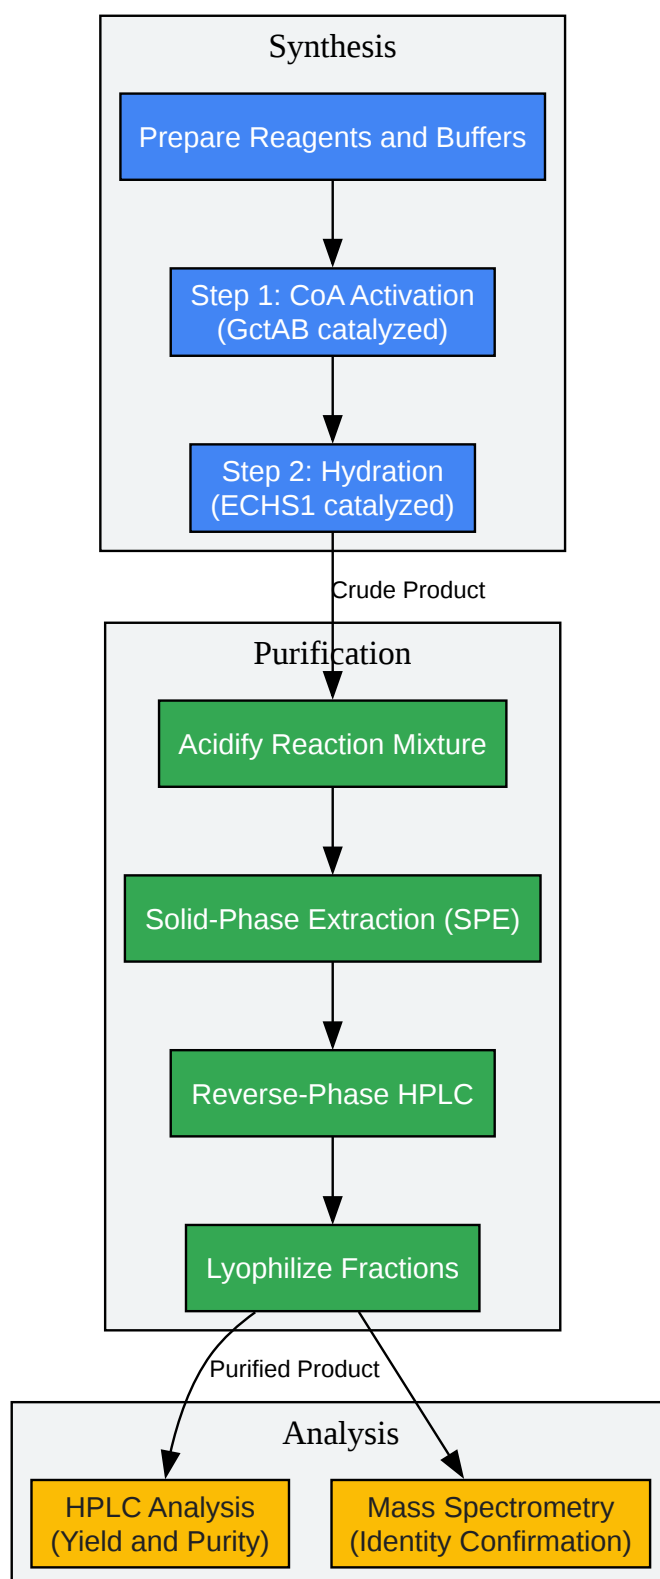 Synthesis
Prepare Reagents and Buffers
Step 1: CoA Activation
(GctAB catalyzed)
Step 2: Hydration
(ECHS1 catalyzed)
Crude Product
Purification
Acidify Reaction Mixture
Solid-Phase Extraction (SPE)
Reverse-Phase HPLC
Lyophilize Fractions
Purified Product
Analysis
HPLC Analysis
(Yield and Purity)
Mass Spectrometry
(Identity Confirmation)